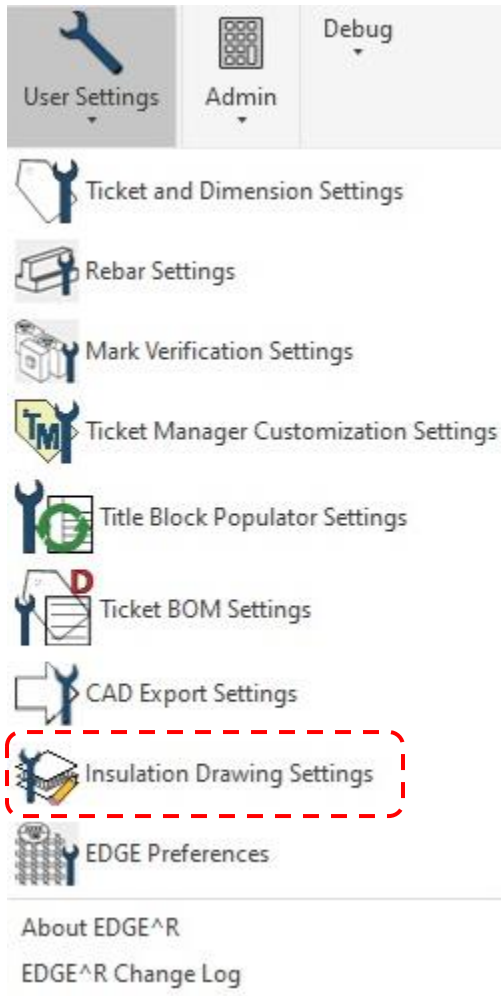 User Settings
Admin
Debug
Ticket and Dimension Settings
Rebar Settings
Mark Verification Settings
TM
Ticket Manager Customization Settings
Title Block Populator Settings
D
Ticket BOM Settings
CAD Export Settings
Insulation Drawing Settings
EDGE Preferences
About EDGE^R
EDGE^R Change Log